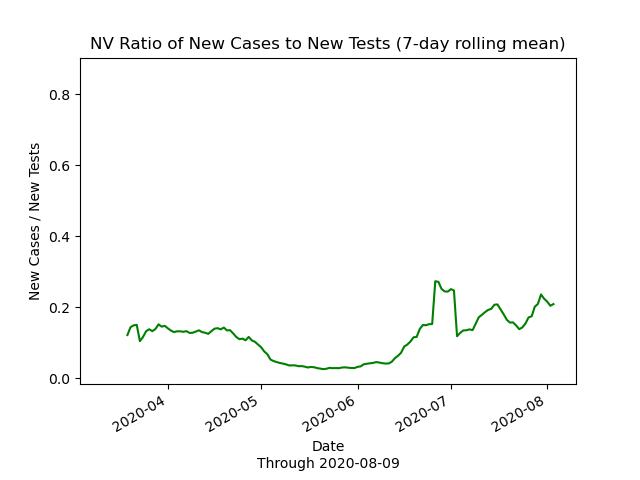 NV Ratio of New Cases to New Tests (7-day rolling mean)
New Cases / New Tests
0.8
0.6
0.4
0.2
0.0
2020-04
2020-05
2020-06
2020-07
2020-08
Date
Through 2020-08-09